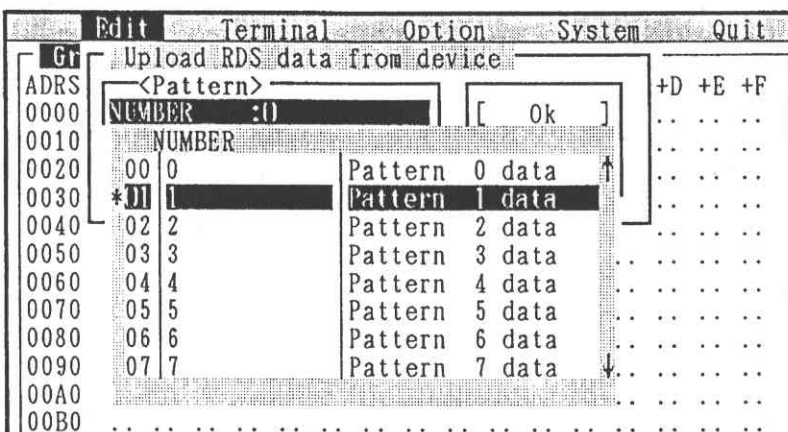 Edit Terminal Option System Quit
Gr Upload RDS data from device
ADRS <Pattern> +D +E +F
0000 NUMBER :0 [ Ok ] .. .. ..
0010 NUMBER .. .. ..
0020 00 0 Pattern 0 data ↑ .. .. ..
0030 *01 1 Pattern 1 data .. .. ..
0040 02 2 Pattern 2 data .. .. ..
0050 03 3 Pattern 3 data .. .. .. ..
0060 04 4 Pattern 4 data .. .. .. ..
0070 05 5 Pattern 5 data .. .. .. ..
0080 06 6 Pattern 6 data .. .. .. ..
0090 07 7 Pattern 7 data ↓.. .. .. ..
00A0 .. .. .. ..
00B0 .. .. .. .. .. .. .. .. .. .. .. .. .. .. .. ..